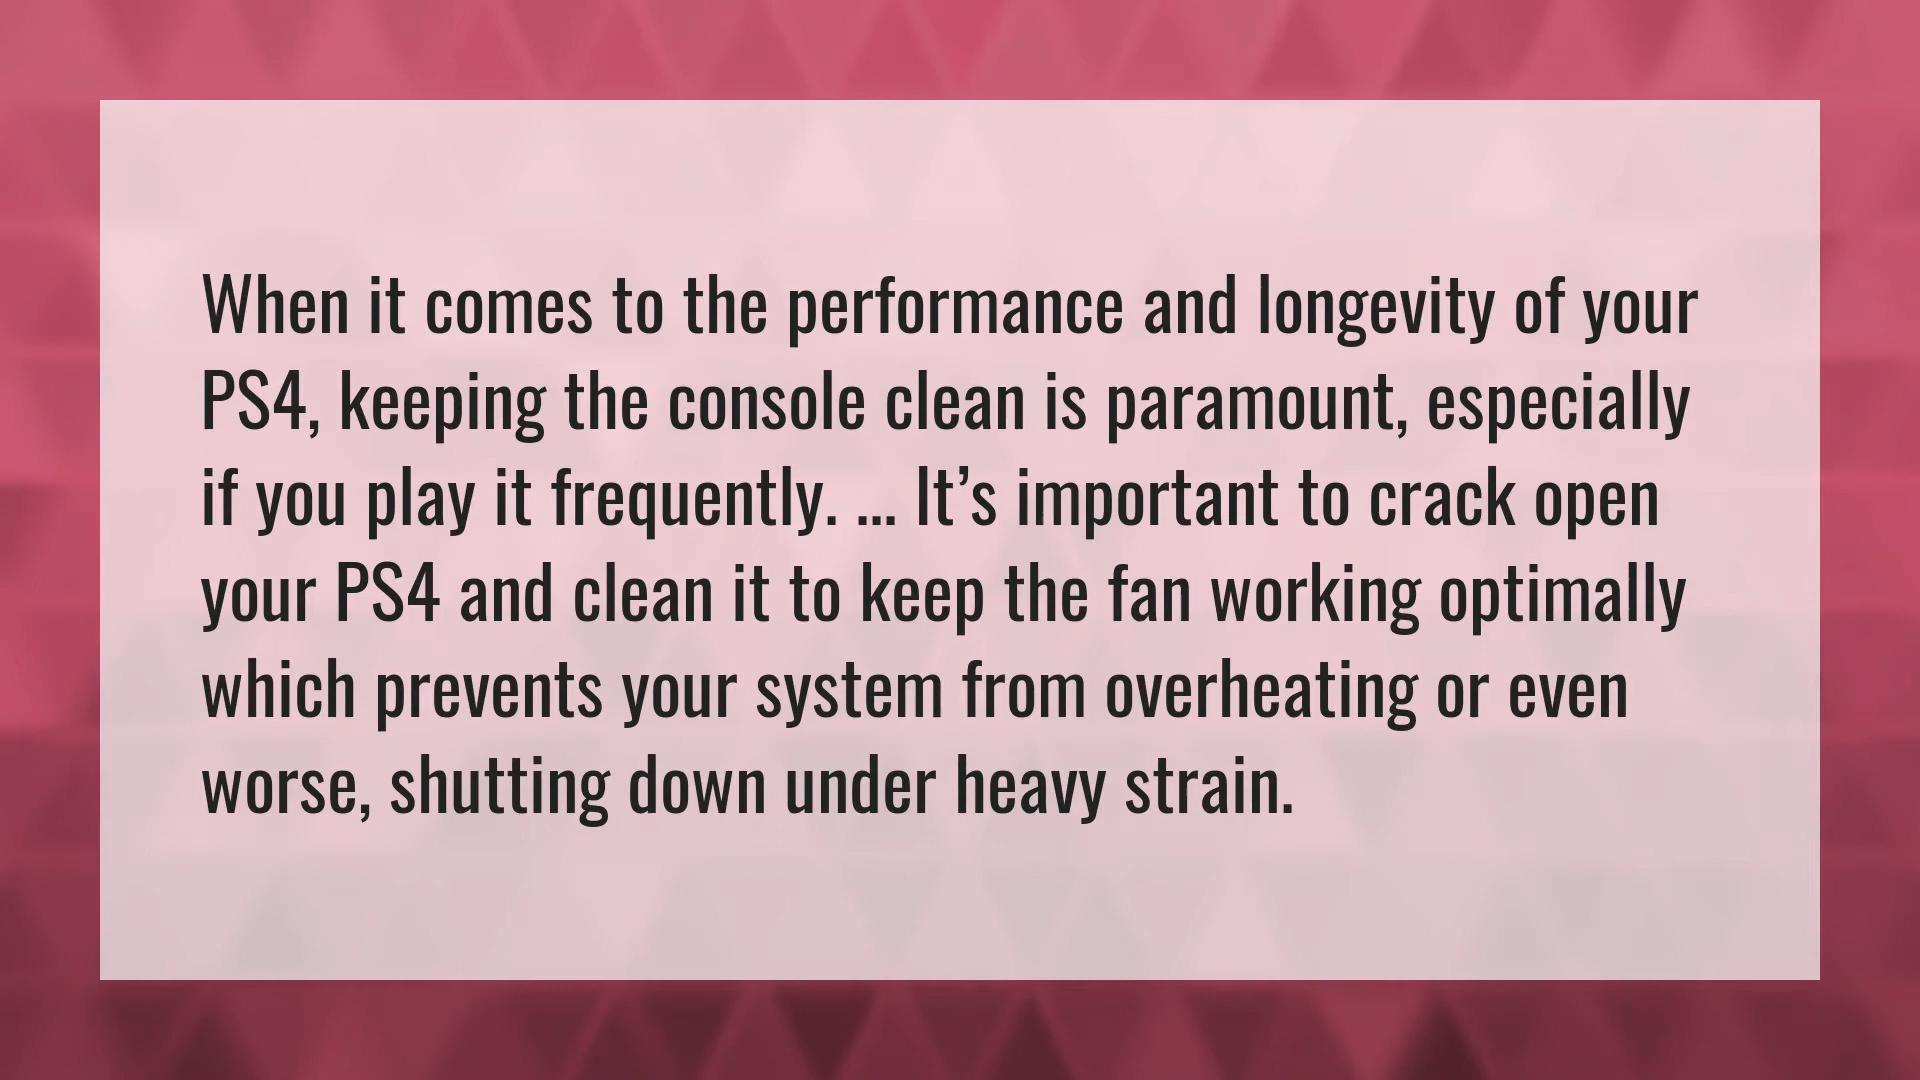 When it comes to the performance and longevity of your
PS4, keeping the console clean is paramount, especially
if you play it frequently. ... It’s important to crack open
your PS4 and clean it to keep the fan working optimally
which prevents your system from overheating or even
worse, shutting down under heavy strain.